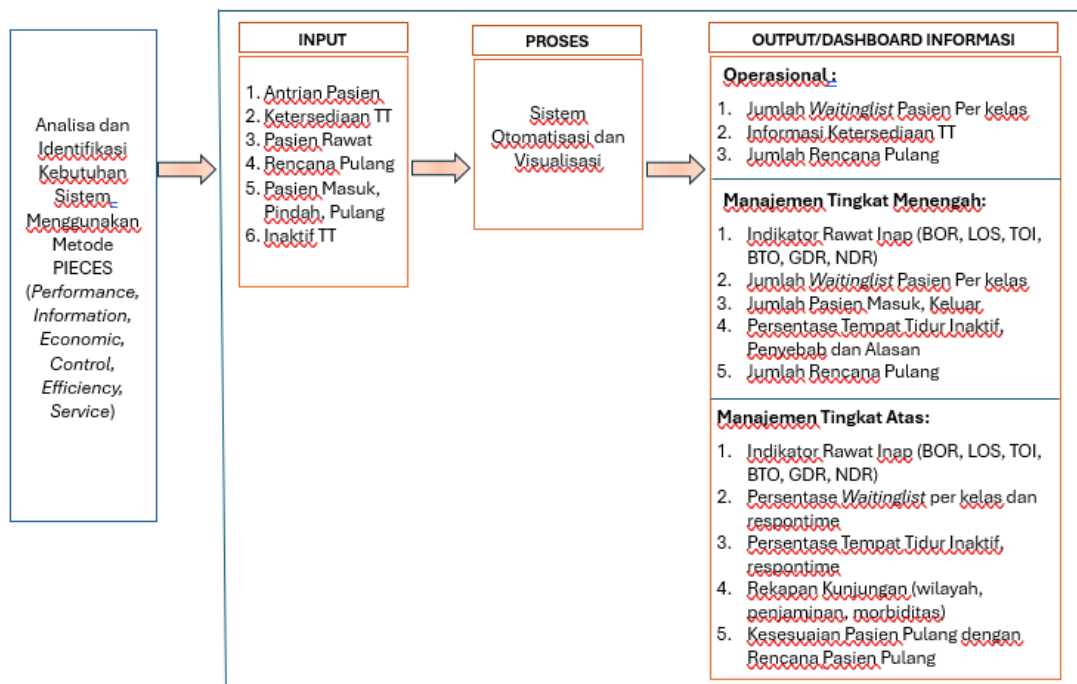 Analisa dan
Identifikasi
Kebutuhan
Sistem
Menggunakan
Metode
PIECES
(Performance,
Information,
Economic,
Control,
Efficiency,
Service)
INPUT
1. Antrian Pasien
2. Ketersediaan TT
3. Pasien Rawat
4. Rencana Pulang
5. Pasien Masuk,
Pindah, Pulang
6. Inaktif TT
PROSES
Sistem
Otomatisasi dan
Visualisasi
OUTPUT/DASHBOARD INFORMASI
Operasional :
1. Jumlah Waitinglist Pasien Per kelas
2. Informasi Ketersediaan TT
3. Jumlah Rencana Pulang
Manajemen Tingkat Menengah:
1. Indikator Rawat Inap (BOR, LOS, TOI,
BTO, GDR, NDR)
2. Jumlah Waitinglist Pasien Per kelas
3. Jumlah Pasien Masuk, Keluar
4. Persentase Tempat Tidur Inaktif,
Penyebab dan Alasan
5. Jumlah Rencana Pulang
Manajemen Tingkat Atas:
1. Indikator Rawat Inap (BOR, LOS, TOI,
BTO, GDR, NDR)
2. Persentase Waitinglist per kelas dan
respontime
3. Persentase Tempat Tidur Inaktif,
respontime
4. Rekapan Kunjungan (wilayah,
penjaminan, morbiditas)
5. Kesesuaian Pasien Pulang dengan
Rencana Pasien Pulang